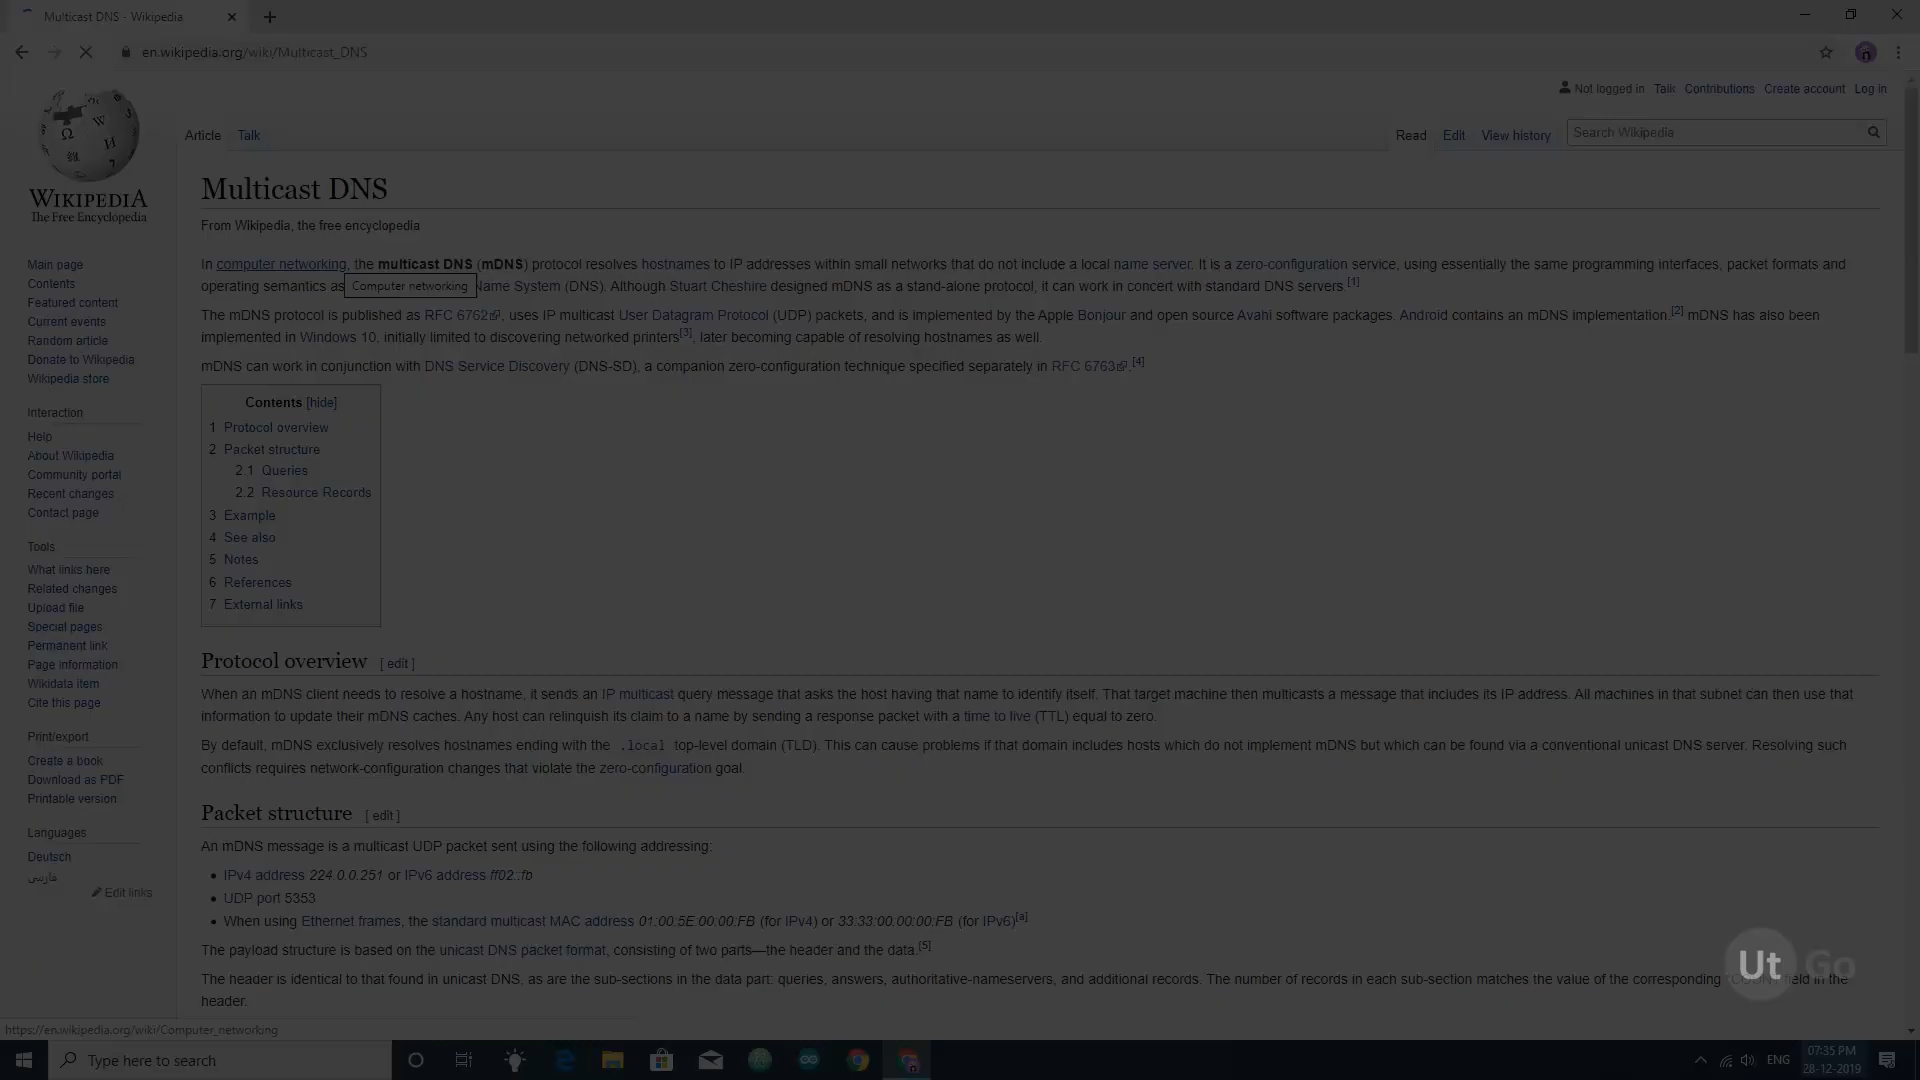 Multicast DNS - Wikipedia
en.wikipedia.org/wiki/Multicast_DNS
Not logged in Talk Contributions Create account Log in
Article Talk Read Edit View history Search Wikipedia
WIKIPEDIA
The Free Encyclopedia
Main page
Contents
Featured content
Current events
Random article
Donate to Wikipedia
Wikipedia store
Interaction
Help
About Wikipedia
Community portal
Recent changes
Contact page
Tools
What links here
Related changes
Upload file
Special pages
Permanent link
Page information
Wikidata item
Cite this page
Print/export
Create a book
Download as PDF
Printable version
Languages
Deutsch
فارسی
Edit links
Multicast DNS
From Wikipedia, the free encyclopedia
In computer networking, the multicast DNS (mDNS) protocol resolves hostnames to IP addresses within small networks that do not include a local name server. It is a zero-configuration service, using essentially the same programming interfaces, packet formats and
operating semantics as Computer networking Name System (DNS). Although Stuart Cheshire designed mDNS as a stand-alone protocol, it can work in concert with standard DNS servers.[1]
The mDNS protocol is published as RFC 6762, uses IP multicast User Datagram Protocol (UDP) packets, and is implemented by the Apple Bonjour and open source Avahi software packages. Android contains an mDNS implementation.[2] mDNS has also been
implemented in Windows 10, initially limited to discovering networked printers[3], later becoming capable of resolving hostnames as well.
mDNS can work in conjunction with DNS Service Discovery (DNS-SD), a companion zero-configuration technique specified separately in RFC 6763.[4]
Contents [hide]
1 Protocol overview
2 Packet structure
2.1 Queries
2.2 Resource Records
3 Example
4 See also
5 Notes
6 References
7 External links
Protocol overview [ edit ]
When an mDNS client needs to resolve a hostname, it sends an IP multicast query message that asks the host having that name to identify itself. That target machine then multicasts a message that includes its IP address. All machines in that subnet can then use that
information to update their mDNS caches. Any host can relinquish its claim to a name by sending a response packet with a time to live (TTL) equal to zero.
By default, mDNS exclusively resolves hostnames ending with the .local top-level domain (TLD). This can cause problems if that domain includes hosts which do not implement mDNS but which can be found via a conventional unicast DNS server. Resolving such
conflicts requires network-configuration changes that violate the zero-configuration goal.
Packet structure [ edit ]
An mDNS message is a multicast UDP packet sent using the following addressing:
• IPv4 address 224.0.0.251 or IPv6 address ff02::fb
• UDP port 5353
• When using Ethernet frames, the standard multicast MAC address 01:00:5E:00:00:FB (for IPv4) or 33:33:00:00:00:FB (for IPv6)[a]
The payload structure is based on the unicast DNS packet format, consisting of two parts—the header and the data.[5]
The header is identical to that found in unicast DNS, as are the sub-sections in the data part: queries, answers, authoritative-nameservers, and additional records. The number of records in each sub-section matches the value of the corresponding field in the
header.
Ut Go
https://en.wikipedia.org/wiki/Computer_networking
Type here to search
ENG
07:35 PM
28-12-2019